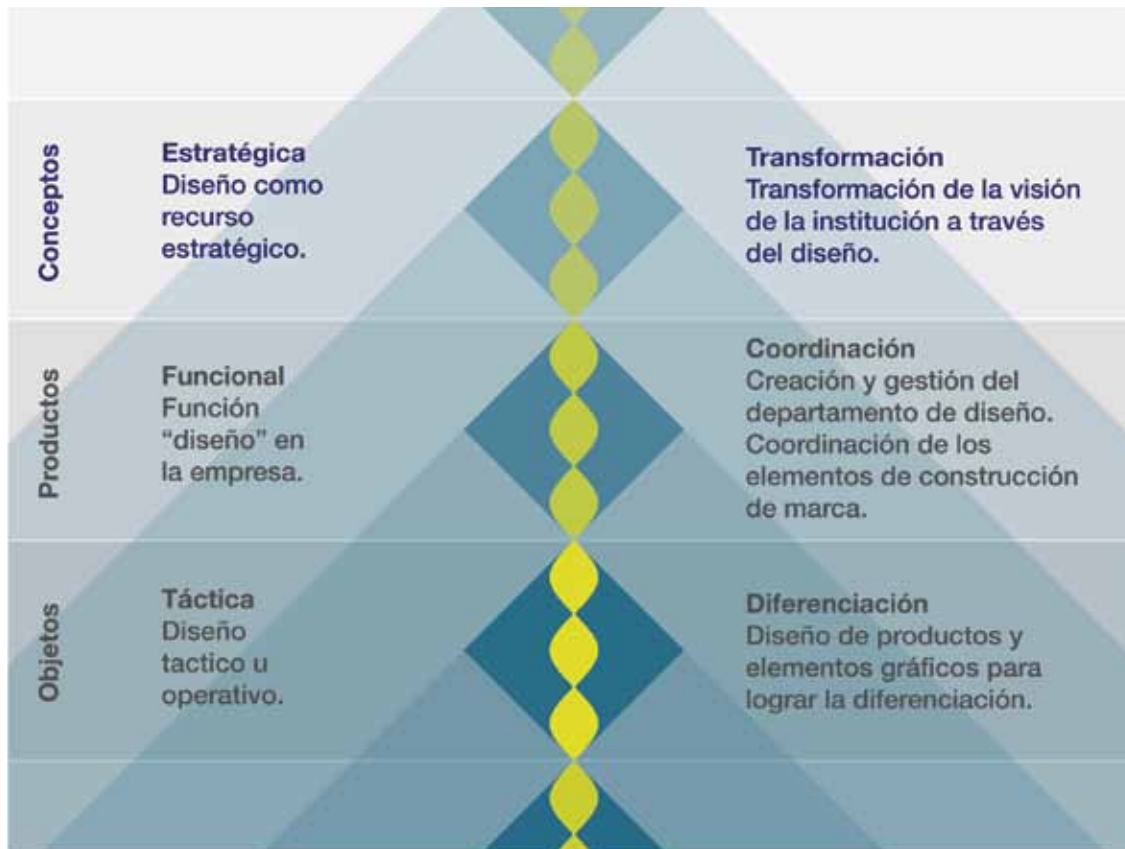 Conceptos
Estratégica
Diseño como
recurso
estratégico.
Transformación
Transformación de la visión
de la institución a través
del diseño.
Productos
Funcional
Función
“diseño” en
la empresa.
Coordinación
Creación y gestión del
departamento de diseño.
Coordinación de los
elementos de construcción
de marca.
Objetos
Táctica
Diseño
tactico u
operativo.
Diferenciación
Diseño de productos y
elementos gráficos para
lograr la diferenciación.